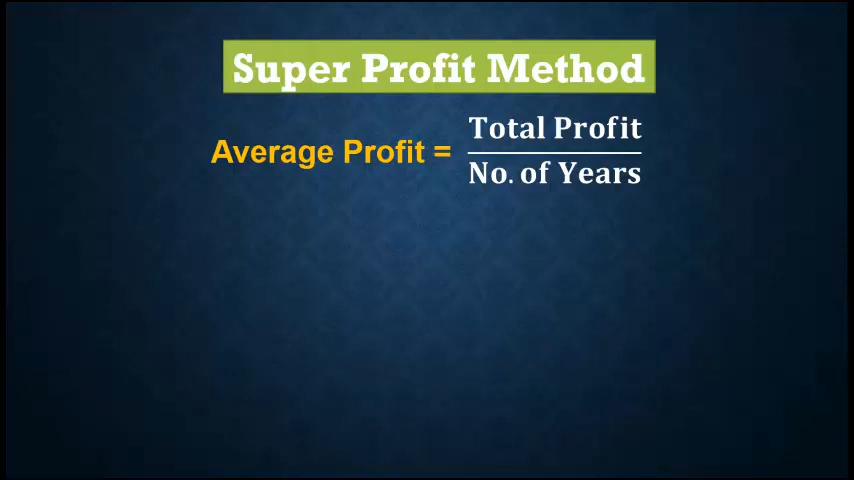 Super Profit Method
Average Profit = Total Profit
No. of Years